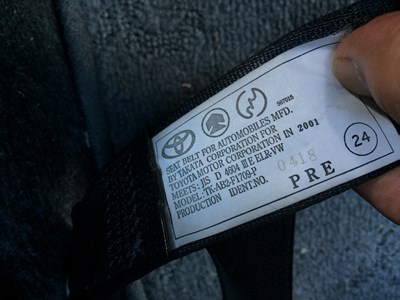 967015
SEAT BELT FOR AUTOMOBILES MFD.
BY TAKATA CORPORATION FOR
TOYOTA MOTOR CORPORATION IN 2001
MEETS: JIS D 4604 III E ELR-VW
MODEL: TK-AB2-F1709-P
PRODUCTION IDENT.NO. 0418
PRE
24